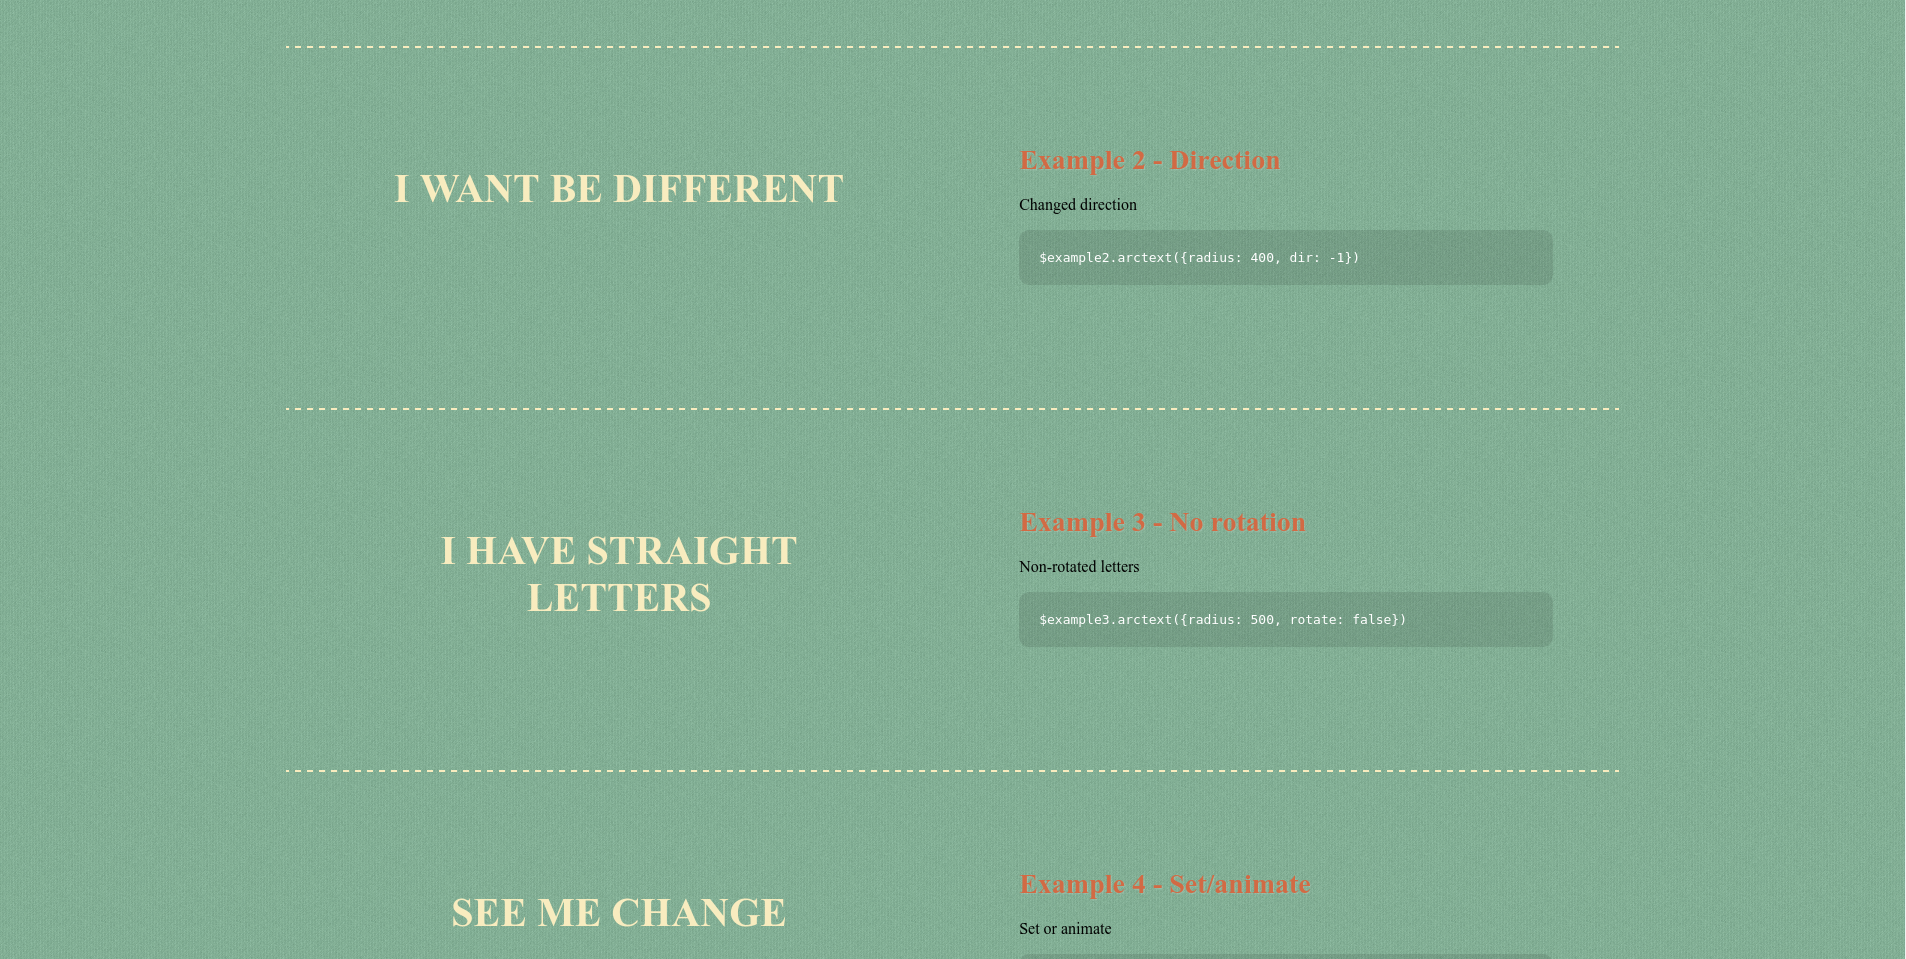 I WANT BE DIFFERENT
Example 2 - Direction
Changed direction
$example2.arctext({radius: 400, dir: -1})
I HAVE STRAIGHT
LETTERS
Example 3 - No rotation
Non-rotated letters
$example3.arctext({radius: 500, rotate: false})
SEE ME CHANGE
Example 4 - Set/animate
Set or animate